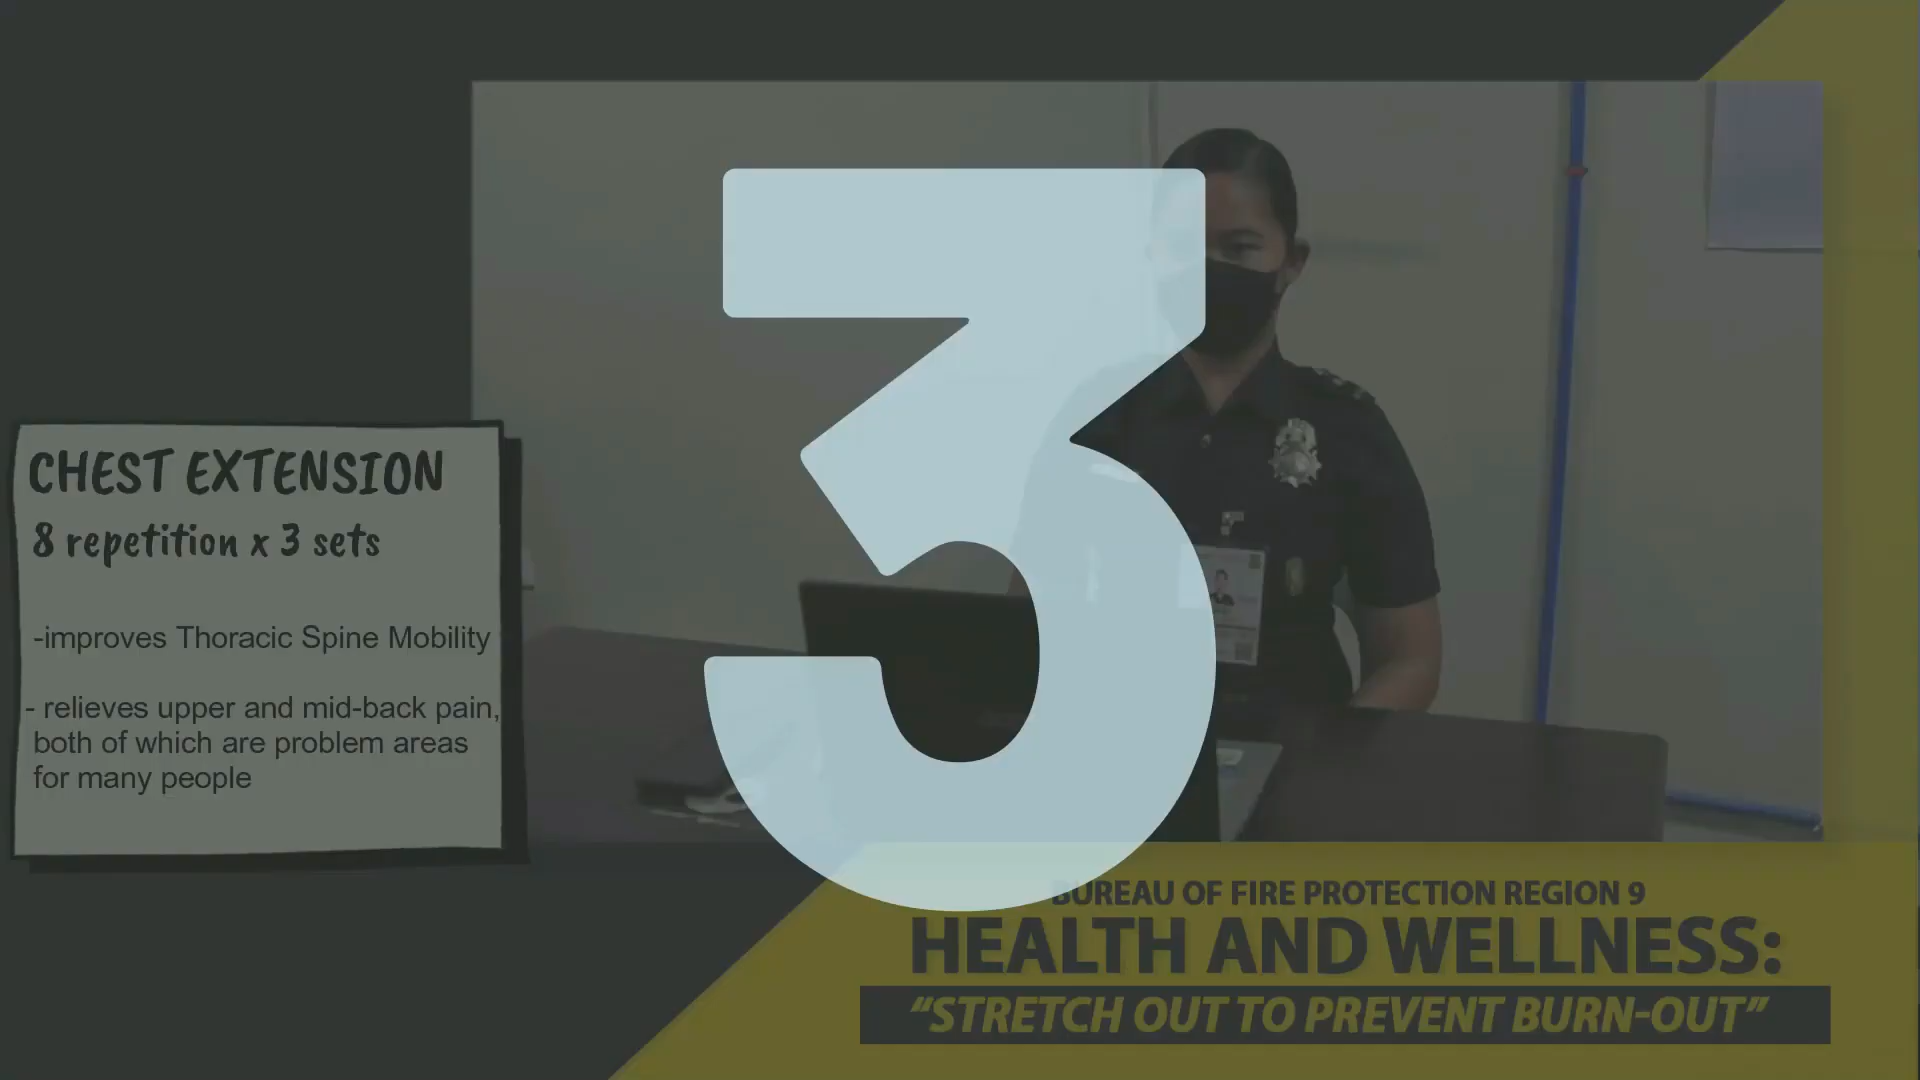 3
CHEST EXTENSION
8 repetition x 3 sets
-improves Thoracic Spine Mobility
- relieves upper and mid-back pain,
both of which are problem areas
for many people
BUREAU OF FIRE PROTECTION REGION 9
HEALTH AND WELLNESS:
“STRETCH OUT TO PREVENT BURN-OUT”